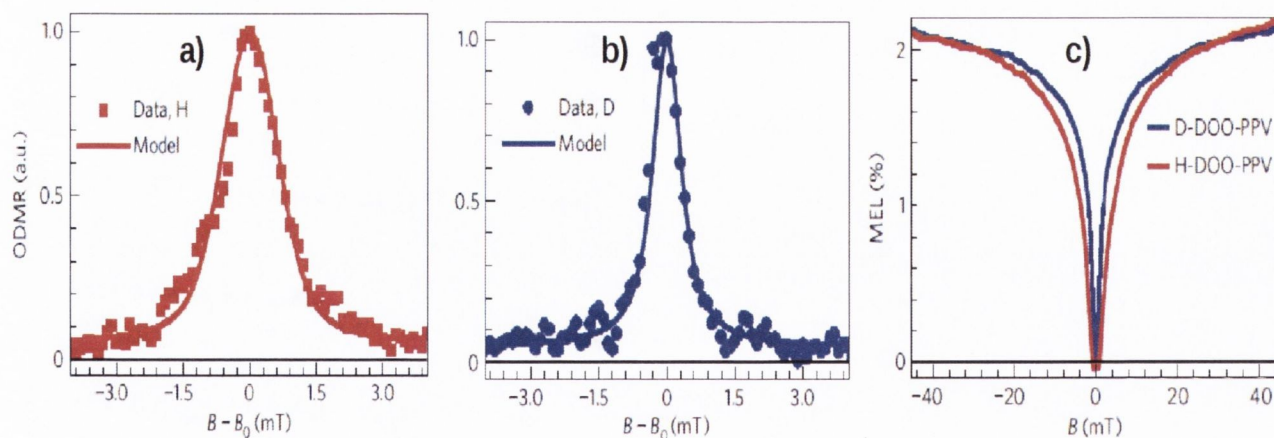 a)
Data, H
Model
ODMR (a.u.)
1.0
0.5
0
−3.0 −1.5 0 1.5 3.0
B − B₀ (mT)
b)
Data, D
Model
1.0
0.5
0
−3.0 −1.5 0 1.5 3.0
B − B₀ (mT)
c)
D-DOO-PPV
H-DOO-PPV
MEL (%)
2
1
0
−40 −20 0 20 40
B (mT)